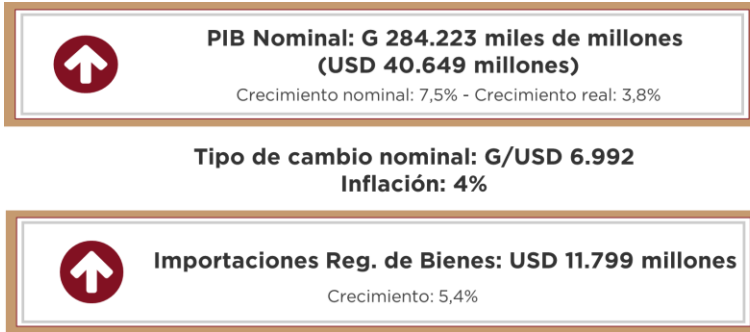 PIB Nominal: G 284.223 miles de millones
(USD 40.649 millones)
Crecimiento nominal: 7,5% - Crecimiento real: 3,8%
Tipo de cambio nominal: G/USD 6.992
Inflación: 4%
Importaciones Reg. de Bienes: USD 11.799 millones
Crecimiento: 5,4%